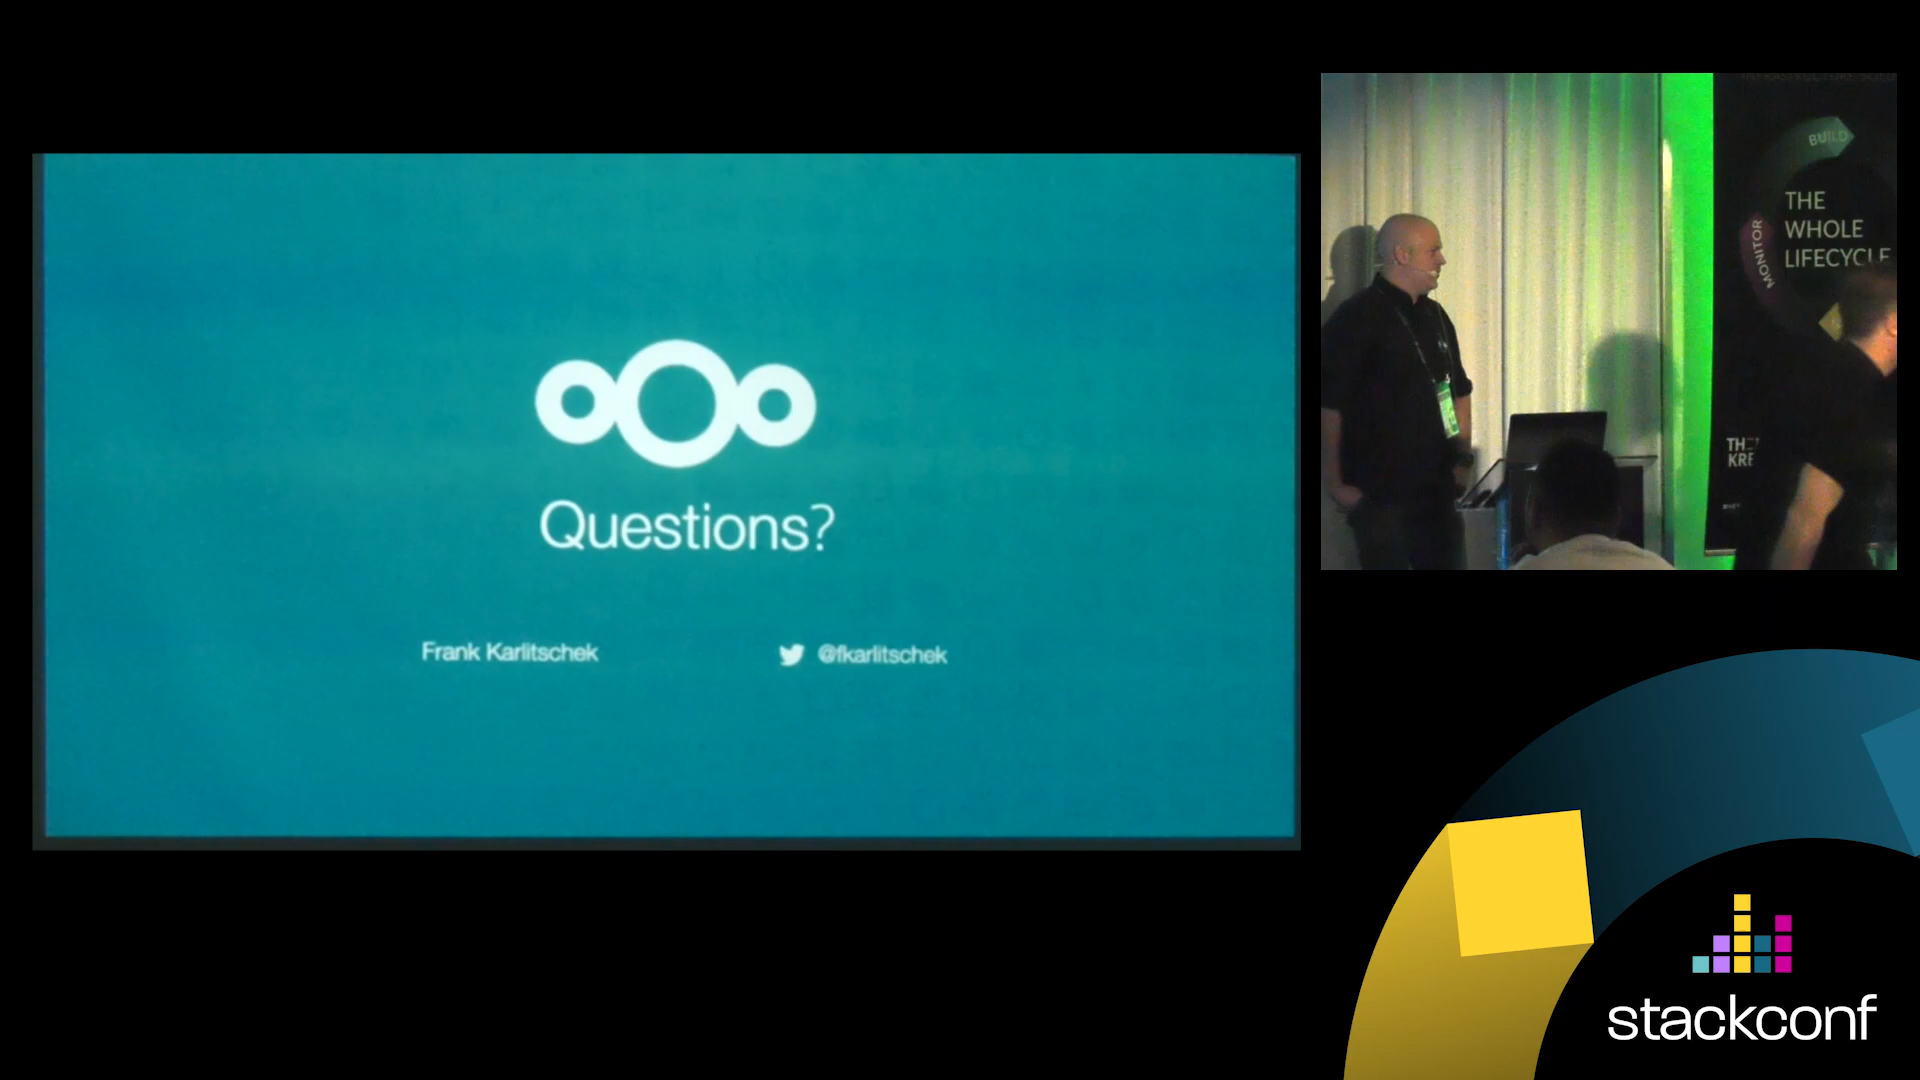 Questions?
Frank Karlitschek
@fkarlitschek
BUILD
THE
WHOLE
LIFECYCLE
MONITOR
stackconf